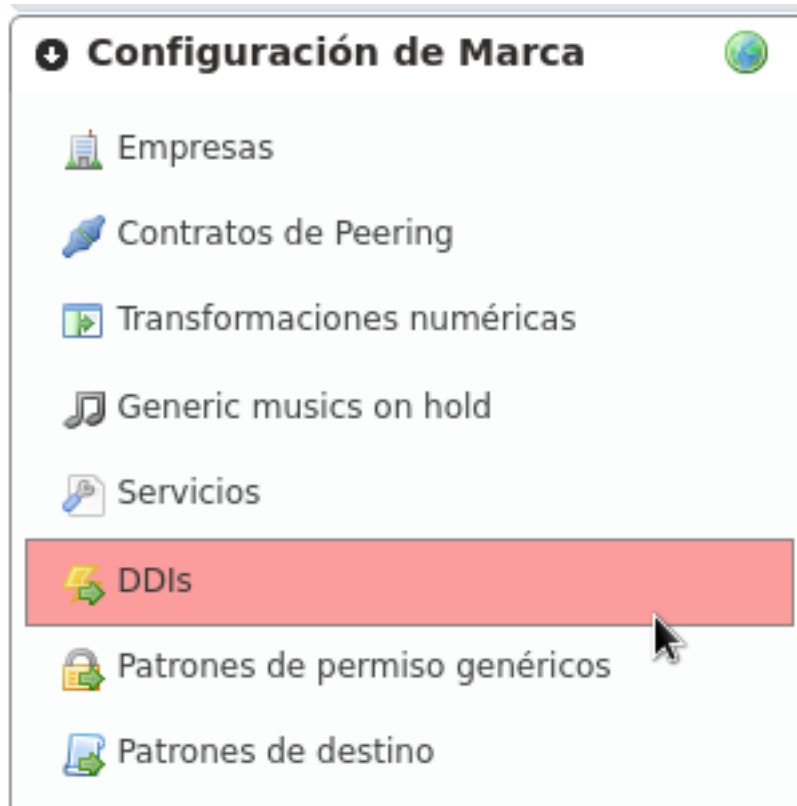 Configuración de Marca
Empresas
Contratos de Peering
Transformaciones numéricas
Generic musics on hold
Servicios
DDIs
Patrones de permiso genéricos
Patrones de destino